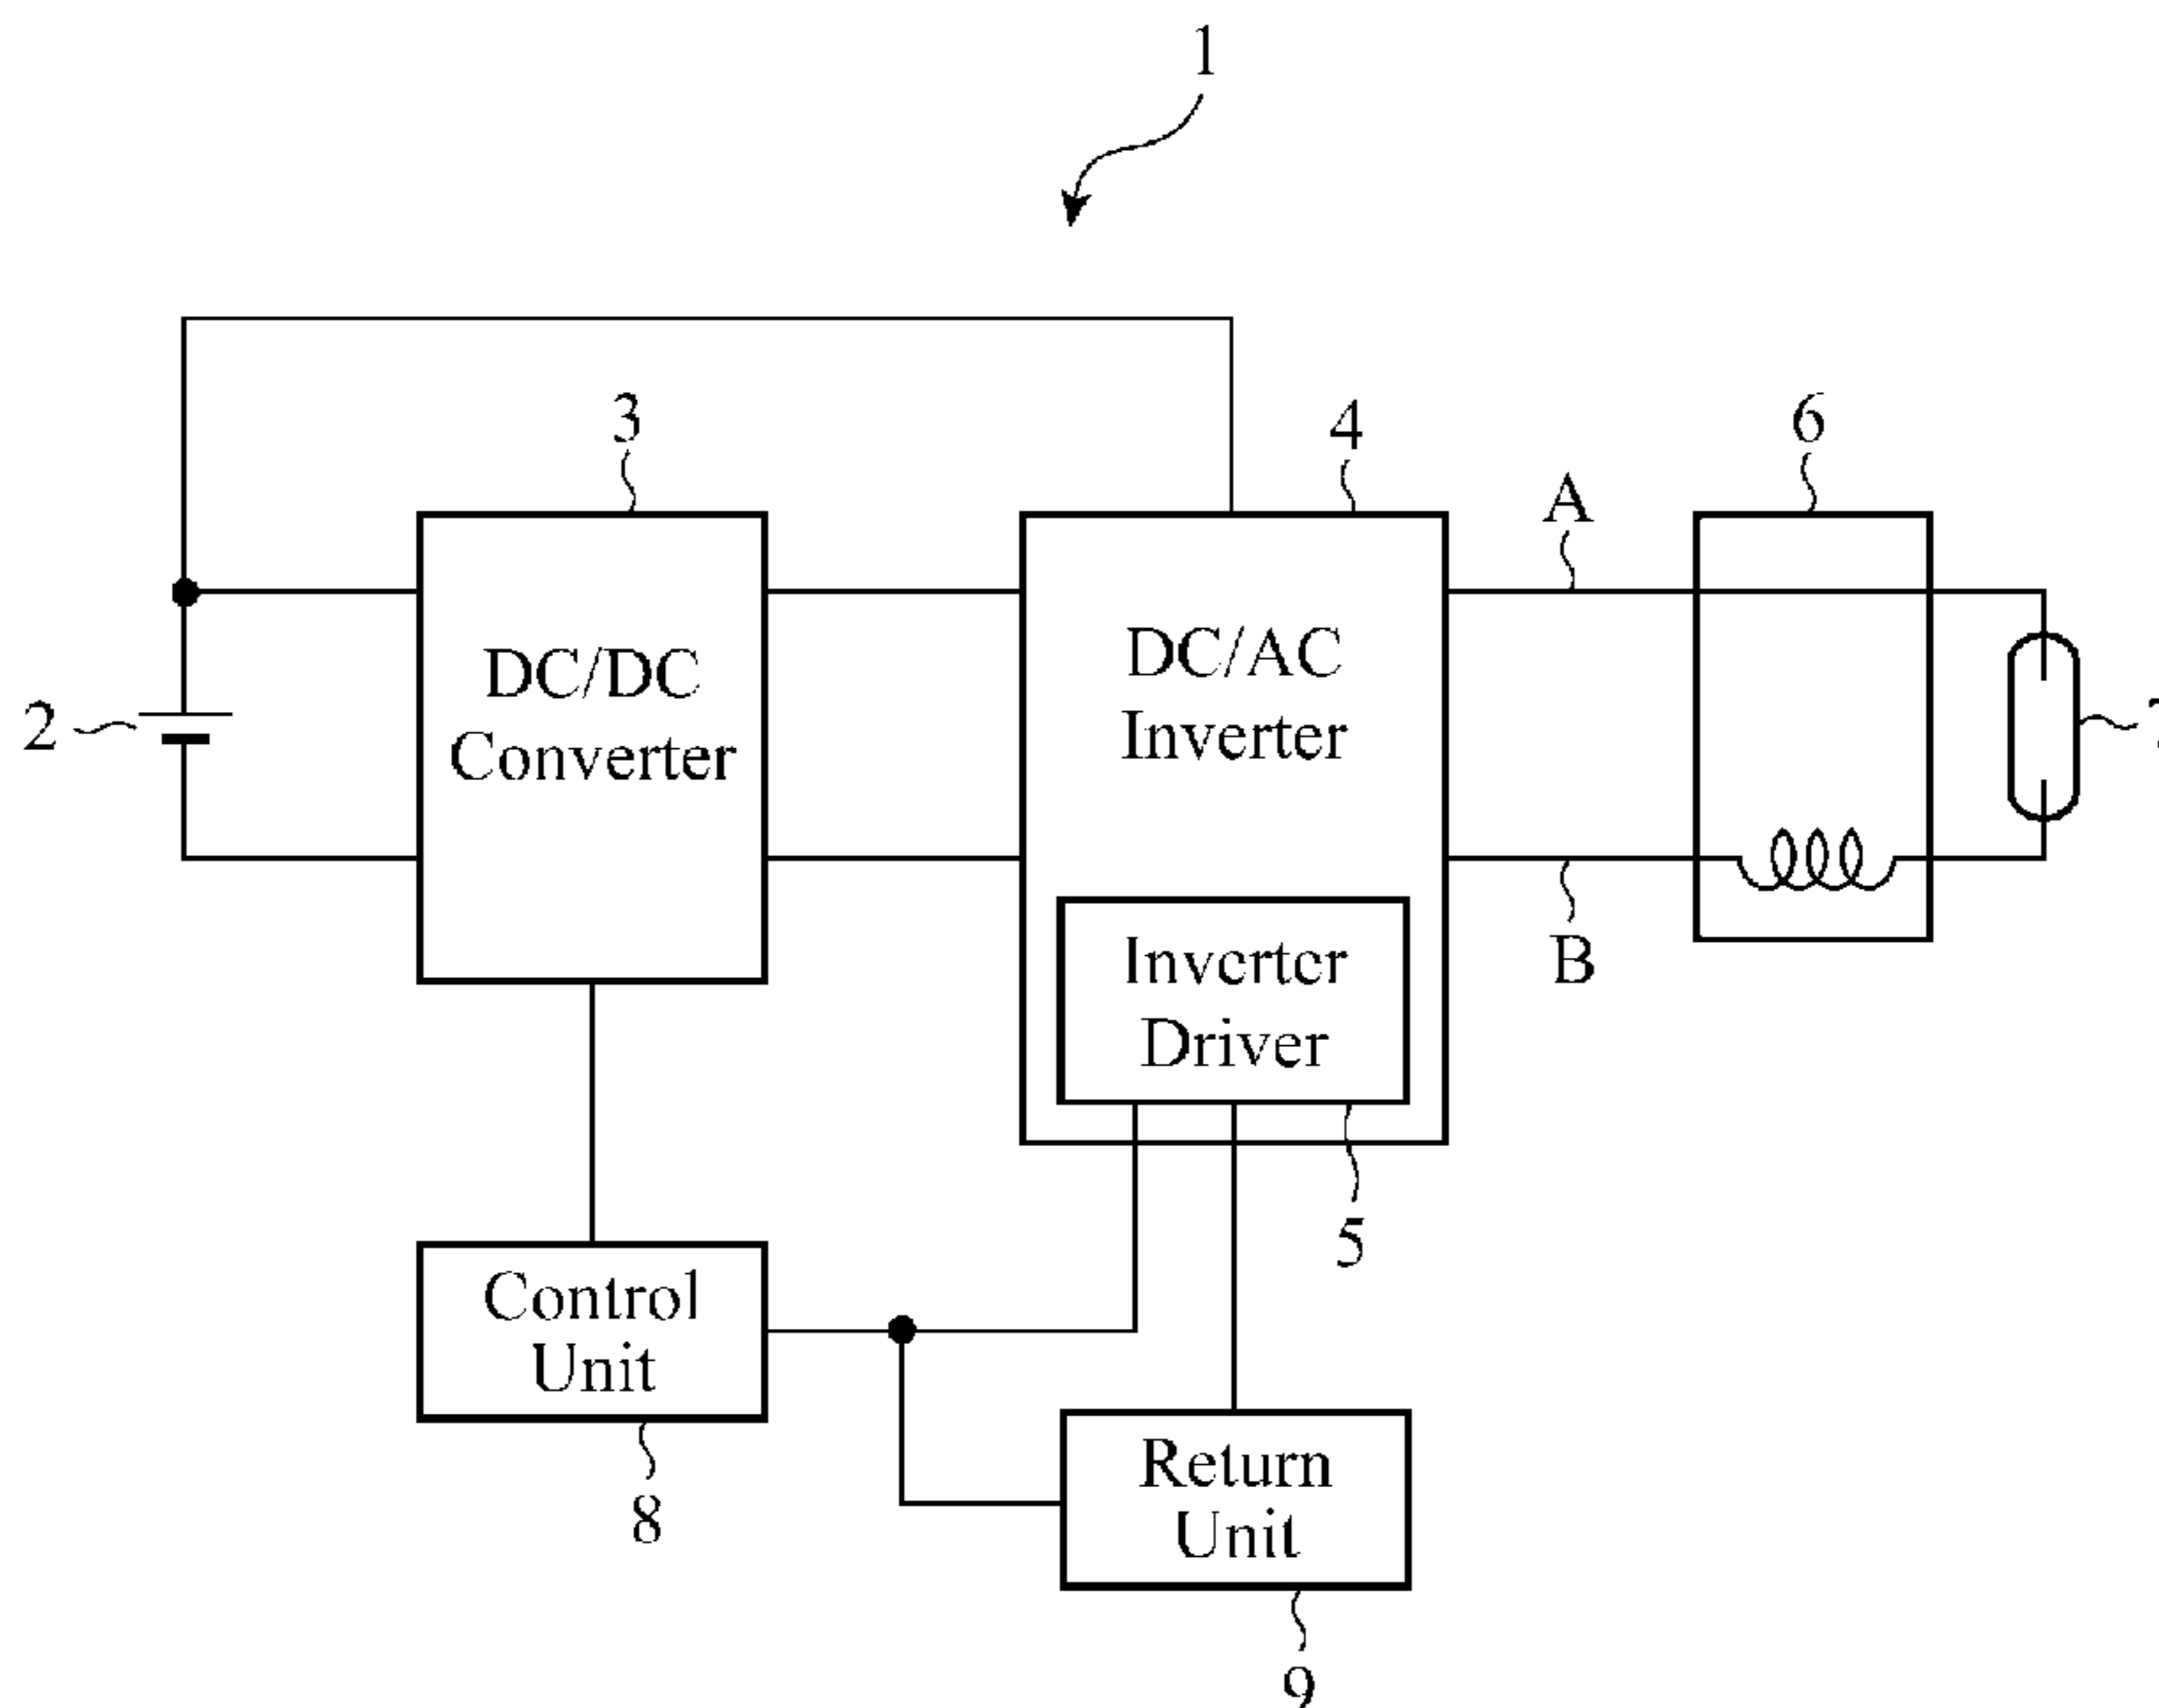 1
3
4
6
A
DC/DC
Converter
DC/AC
Inverter
2
Inverter
Driver
B
5
Control
Unit
8
Return
Unit
9